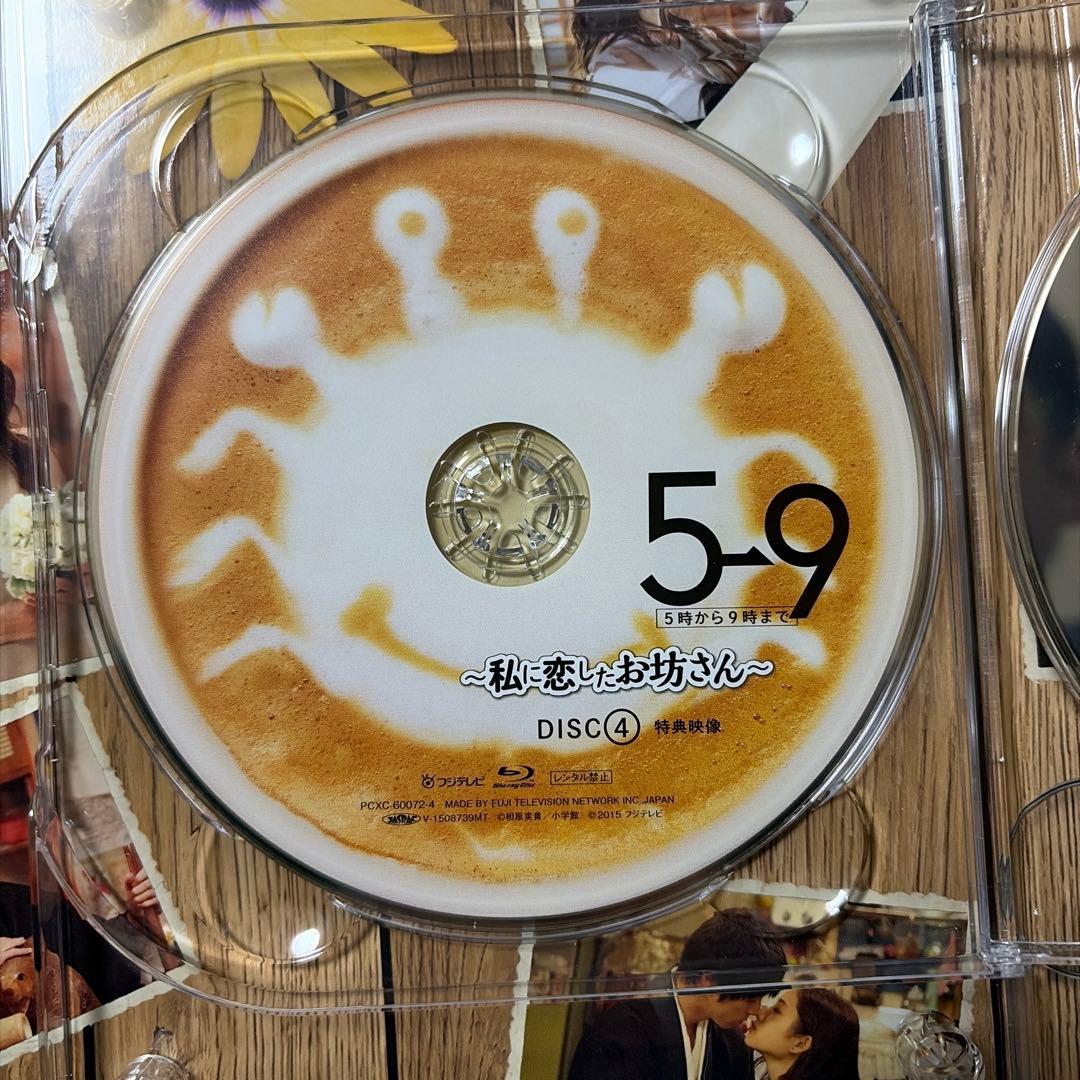 5→9
5時から9時まで
~私に恋したお坊さん~
DISC④ 特典映像
フジテレビ Blu-ray Disc レンタル禁止
PCXC-60072-4 MADE BY FUJI TELEVISION NETWORK INC.,JAPAN
JASRAC V-1508739MT ©相原実貴/小学館 ©2015 フジテレビ